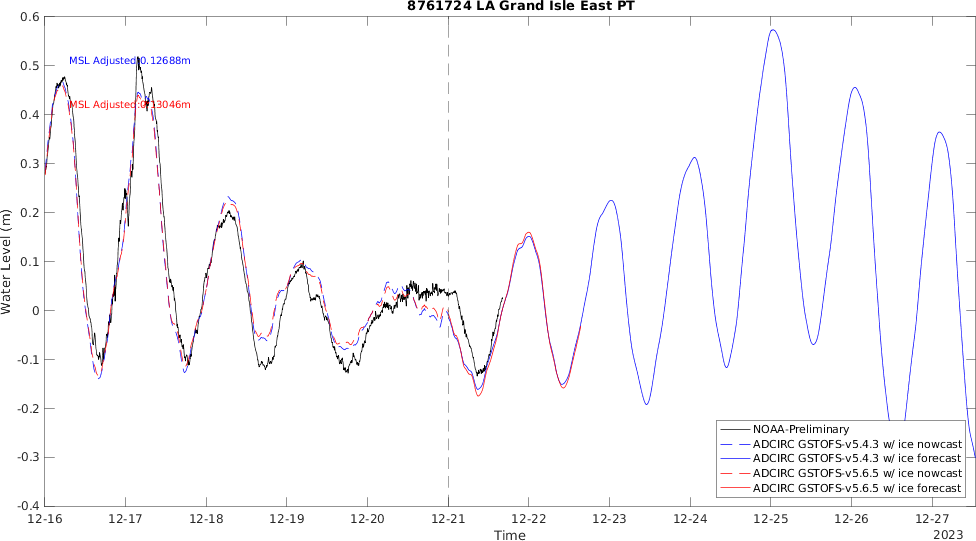 8761724 LA Grand Isle East PT
0.6
0.5
0.4
0.3
0.2
0.1
0
-0.1
-0.2
-0.3
-0.4
Water Level (m)
MSL Adjusted:0.12688m
MSL Adjusted:0.13046m
NOAA-Preliminary
ADCIRC GSTOFS-v5.4.3 w/ ice nowcast
ADCIRC GSTOFS-v5.4.3 w/ ice forecast
ADCIRC GSTOFS-v5.6.5 w/ ice nowcast
ADCIRC GSTOFS-v5.6.5 w/ ice forecast
12-16 12-17 12-18 12-19 12-20 12-21 12-22 12-23 12-24 12-25 12-26 12-27
Time
2023